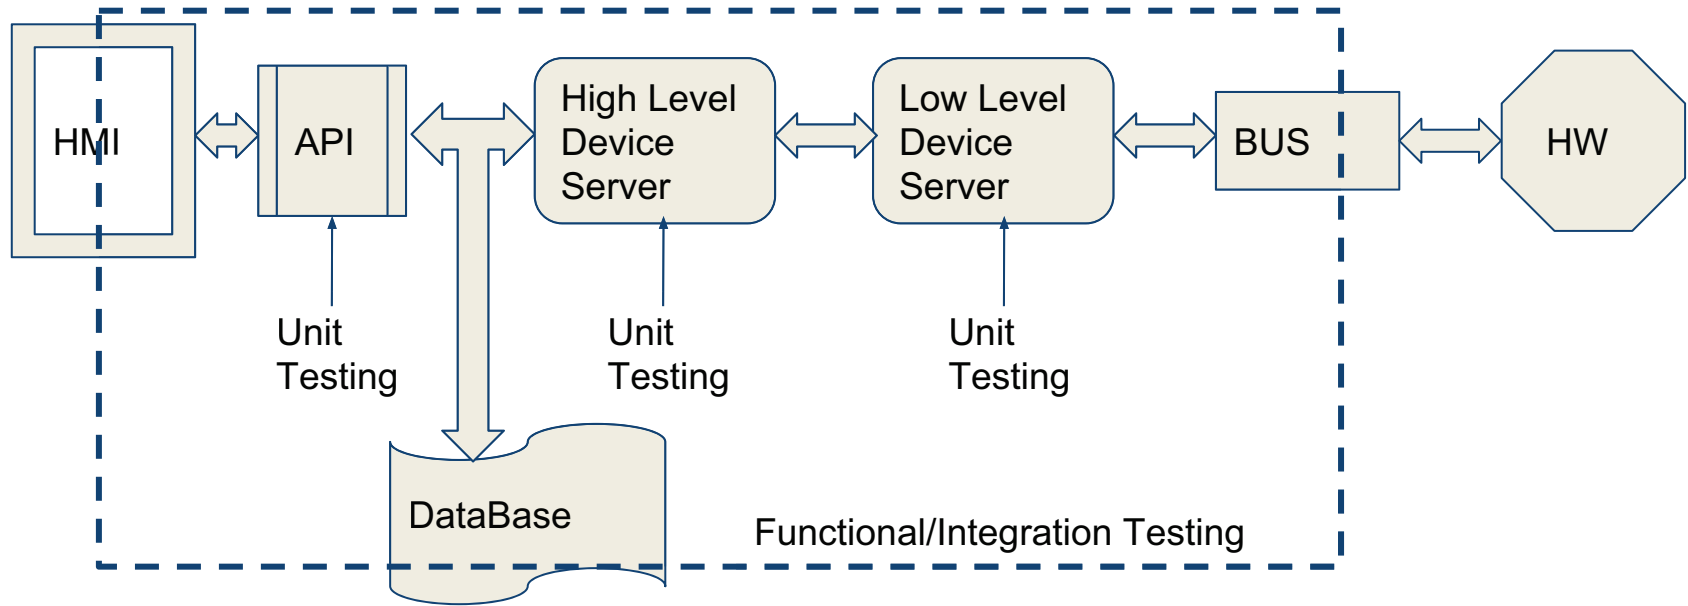 HMI
API
High Level
Device
Server
Low Level
Device
Server
BUS
HW
Unit
Testing
Unit
Testing
Unit
Testing
DataBase
Functional/Integration Testing